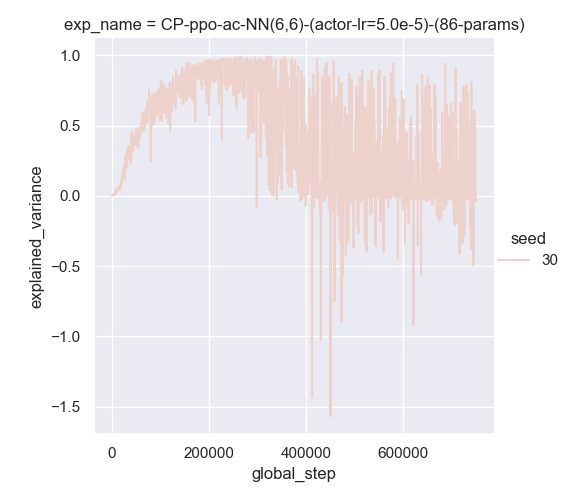 exp_name = CP-ppo-ac-NN(6,6)-(actor-lr=5.0e-5)-(86-params)
1.0
0.5
0.0
−0.5
−1.0
−1.5
explained_variance
0
200000
400000
600000
global_step
seed
30